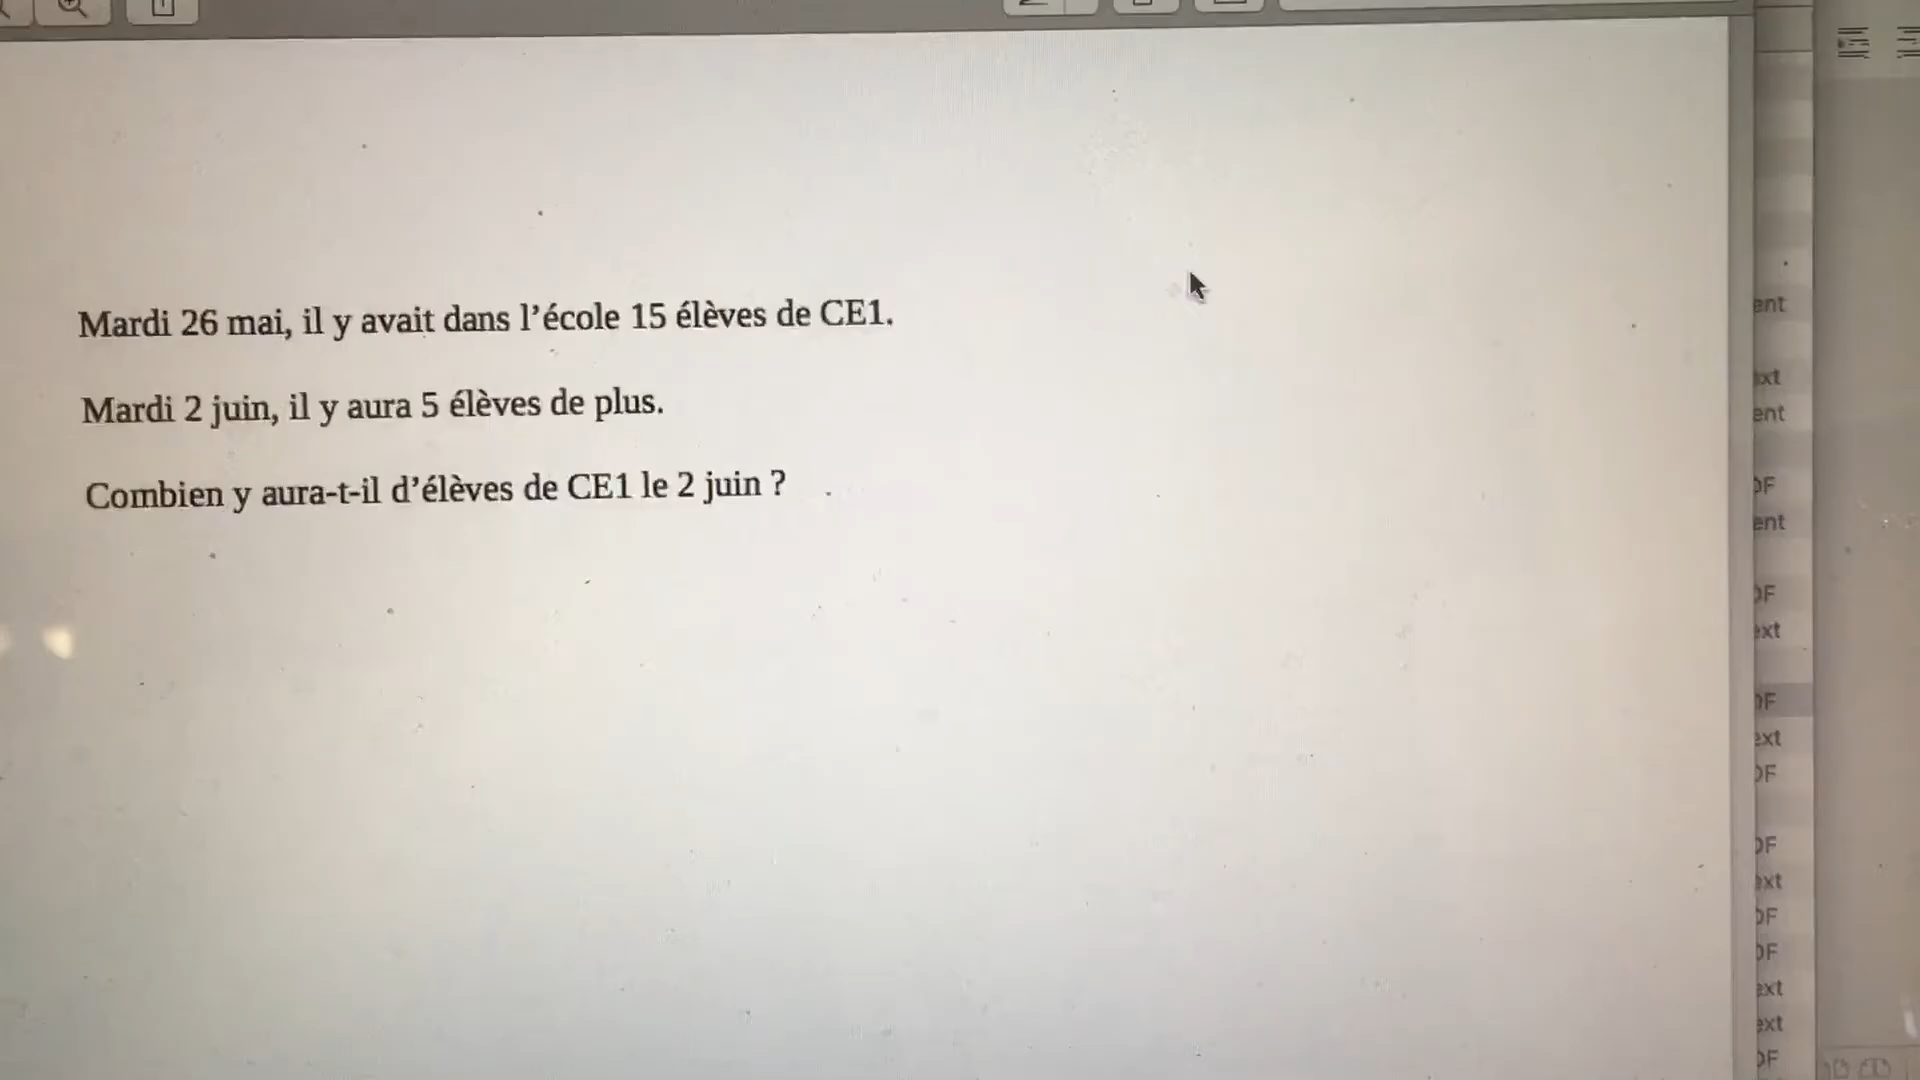 Mardi 26 mai, il y avait dans l'école 15 élèves de CE1.
Mardi 2 juin, il y aura 5 élèves de plus.
Combien y aura-t-il d'élèves de CE1 le 2 juin ?